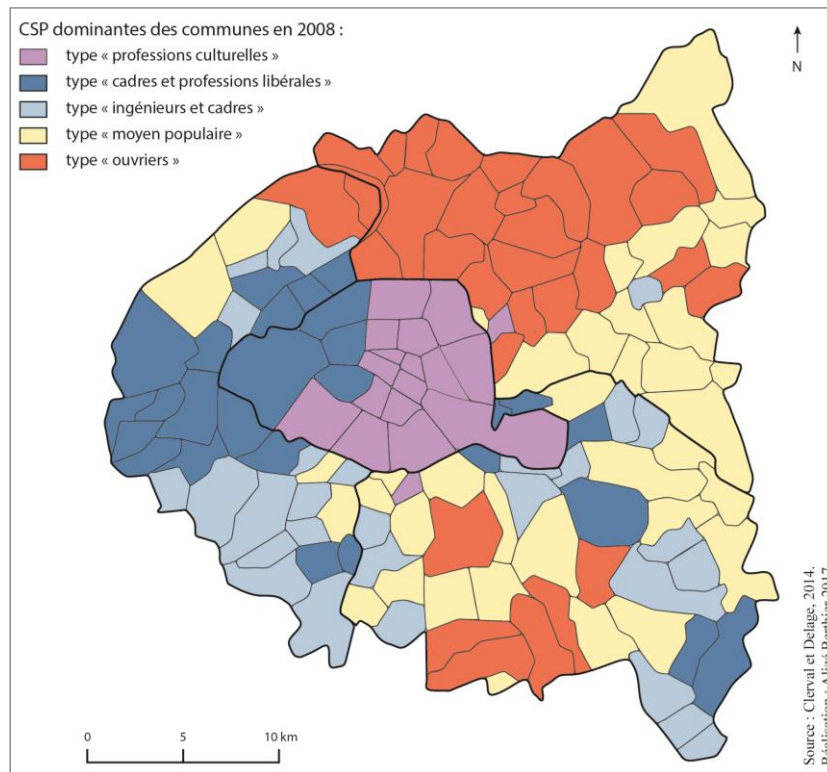 CSP dominantes des communes en 2008 :
type « professions culturelles »
type « cadres et professions libérales »
type « ingénieurs et cadres »
type « moyen populaire »
type « ouvriers »
N
0 5 10 km
Source : Clerval et Delage, 2014.